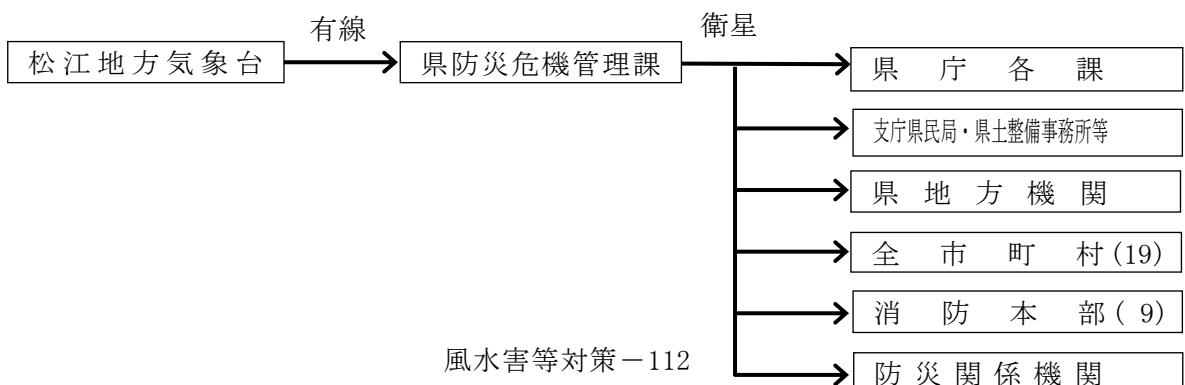 有線
衛星
松江地方気象台
県防災危機管理課
県庁各課
支庁県民局・県土整備事務所等
県地方機関
全市町村(19)
消防本部( 9)
防災関係機関
風水害等対策－112